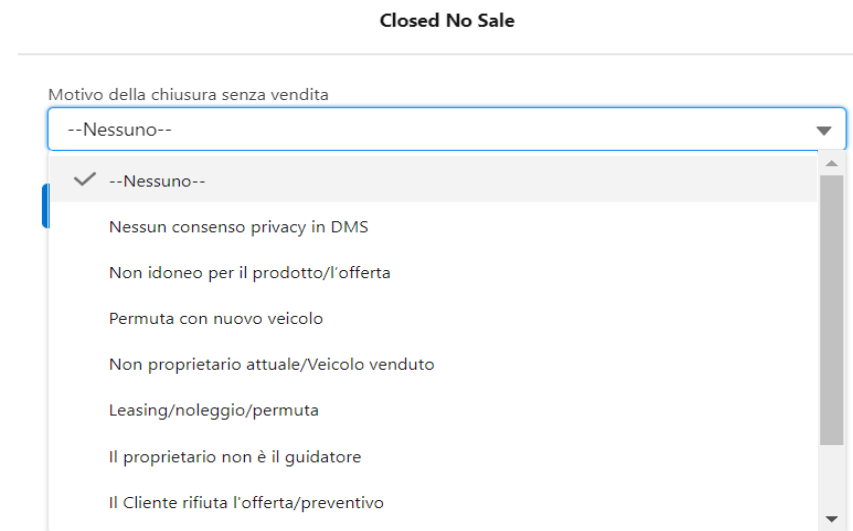 Closed No Sale
Motivo della chiusura senza vendita
--Nessuno--
--Nessuno--
Nessun consenso privacy in DMS
Non idoneo per il prodotto/l'offerta
Permuta con nuovo veicolo
Non proprietario attuale/Veicolo venduto
Leasing/noleggio/permuta
Il proprietario non è il guidatore
Il Cliente rifiuta l'offerta/preventivo